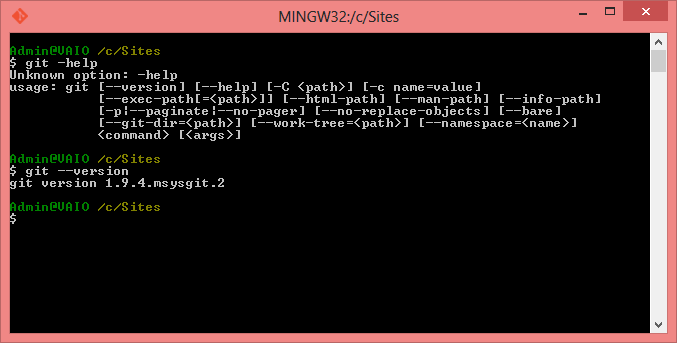 MINGW32:/c/Sites
Admin@VAIO /c/Sites
$ git -help
Unknown option: -help
usage: git [--version] [--help] [-C <path>] [-c name=value]
           [--exec-path[=<path>]] [--html-path] [--man-path] [--info-path]
           [-p¦--paginate¦--no-pager] [--no-replace-objects] [--bare]
           [--git-dir=<path>] [--work-tree=<path>] [--namespace=<name>]
           <command> [<args>]
Admin@VAIO /c/Sites
$ git --version
git version 1.9.4.msysgit.2
Admin@VAIO /c/Sites
$